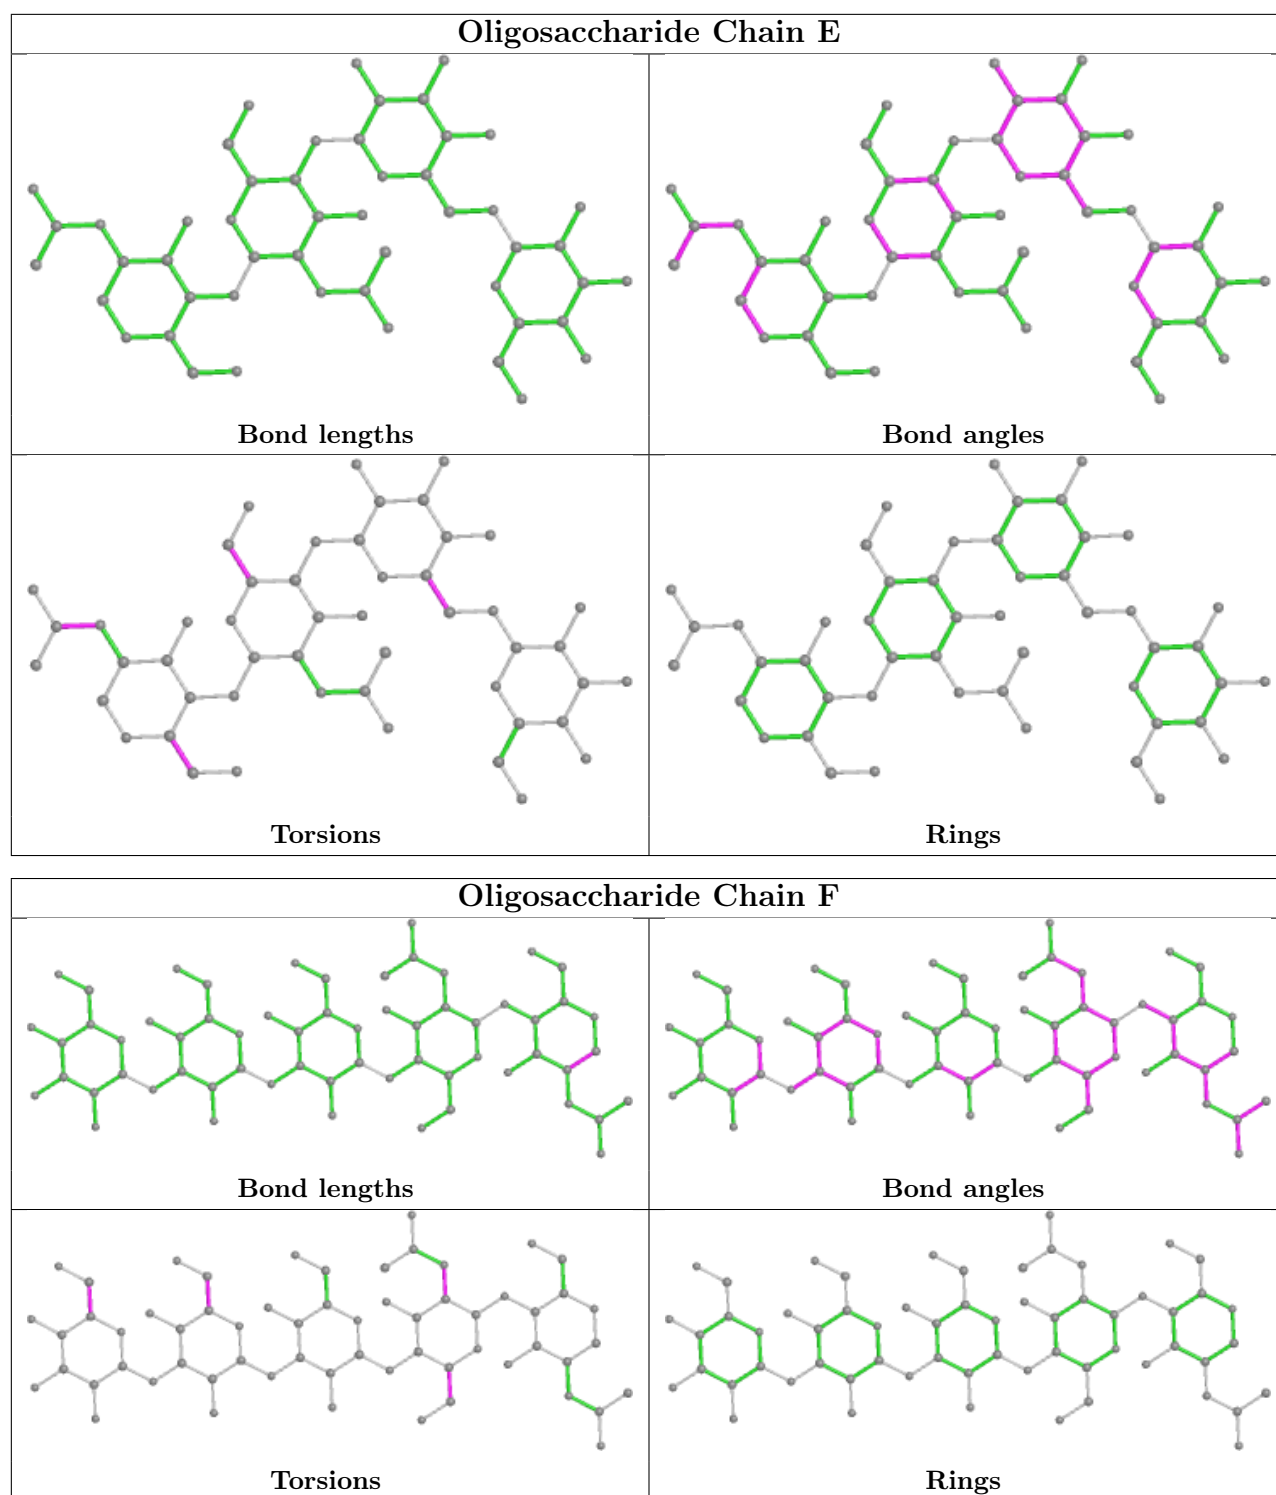 Oligosaccharide Chain E
Bond lengths
Bond angles
Torsions
Rings
Oligosaccharide Chain F
Bond lengths
Bond angles
Torsions
Rings